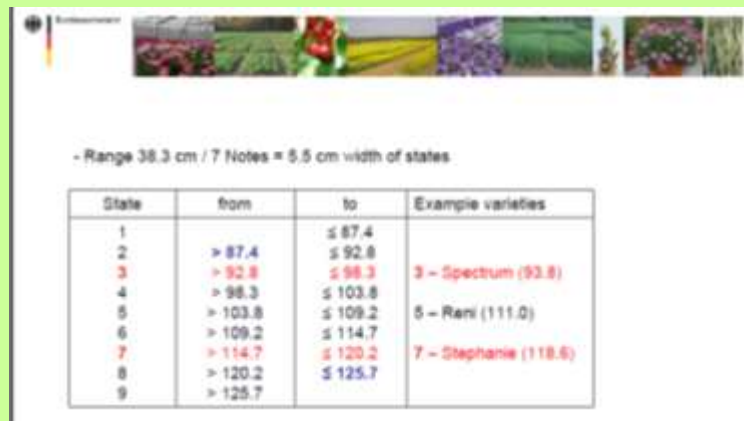 - Range 38.3 cm / 7 Notes = 5.5 cm width of states
State from to Example varieties
1 ≤ 87.4
2 > 87.4 ≤ 92.8
3 > 92.8 ≤ 98.3 3 – Spectrum (93.8)
4 > 98.3 ≤ 103.8
5 > 103.8 ≤ 109.2 5 – Reni (111.0)
6 > 109.2 ≤ 114.7
7 > 114.7 ≤ 120.2 7 – Stephanie (118.6)
8 > 120.2 ≤ 125.7
9 > 125.7